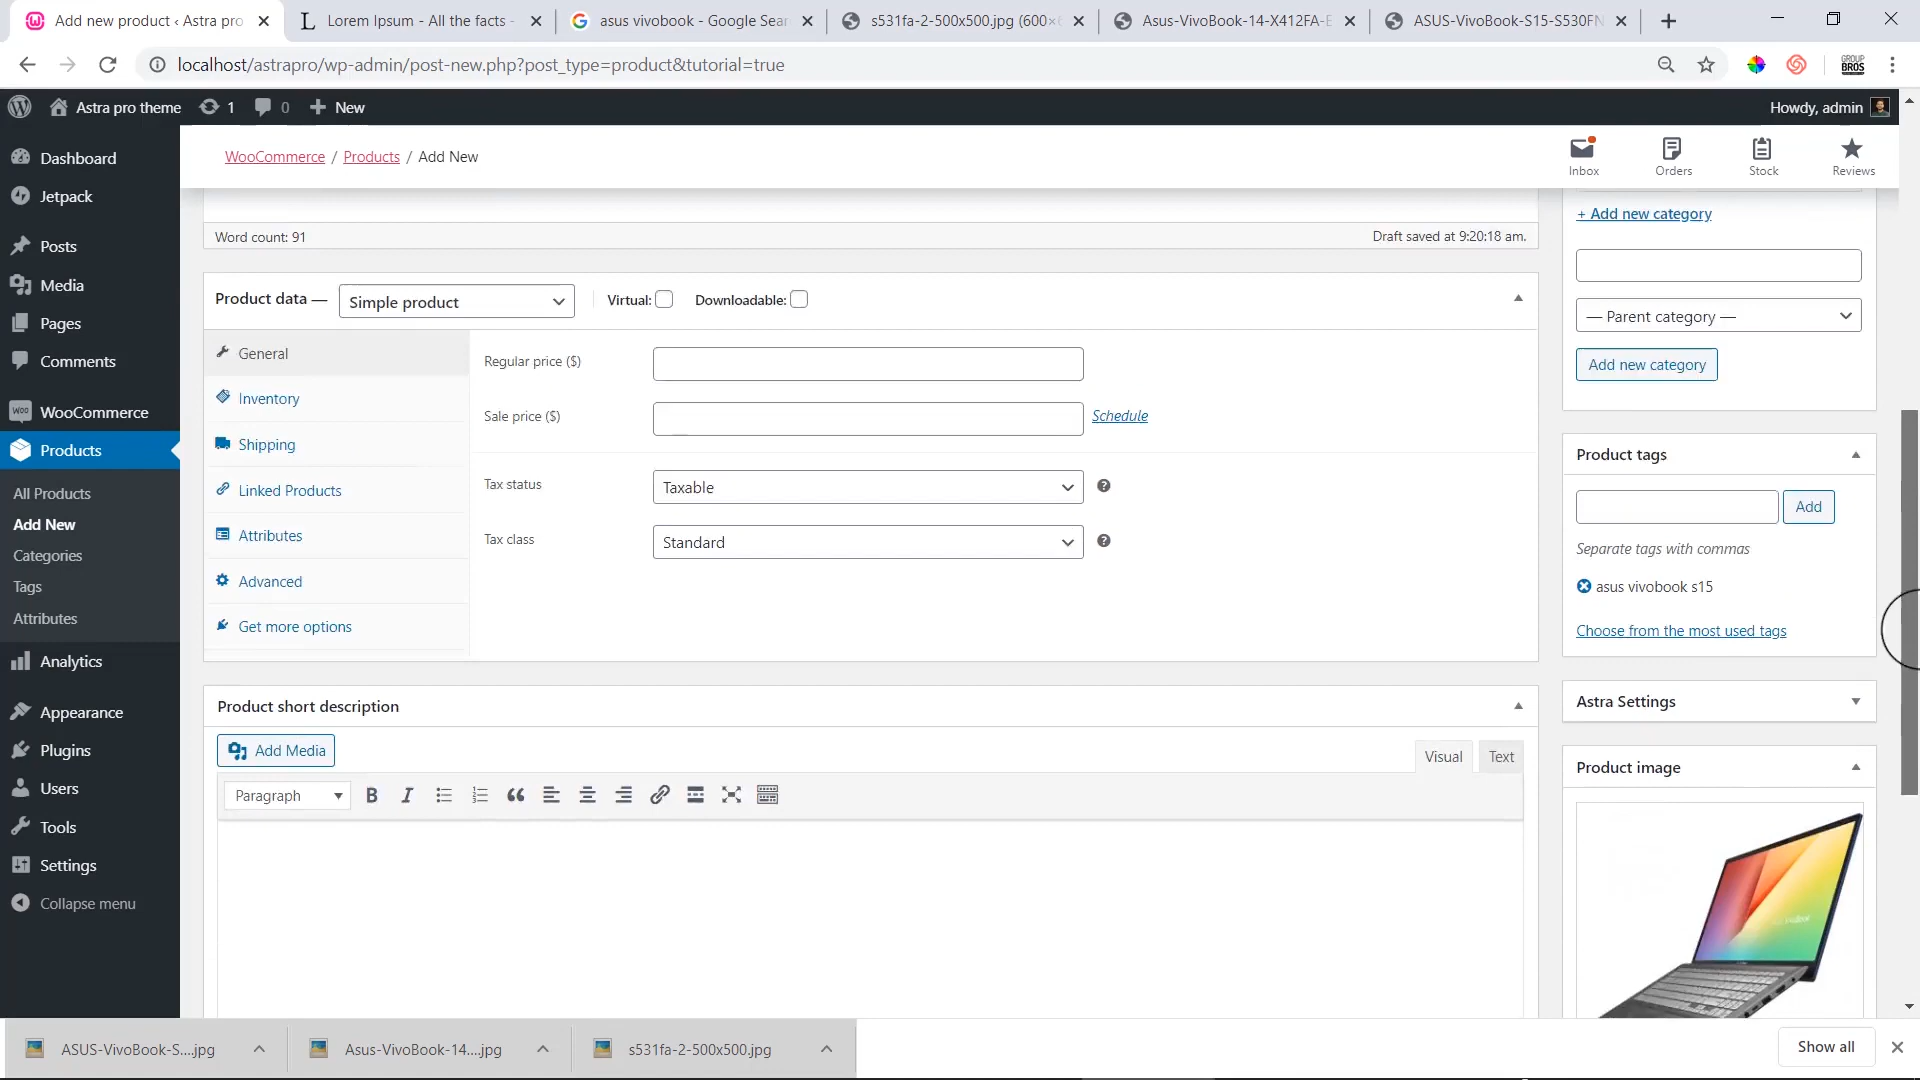 Add new product ‹ Astra pro
Lorem Ipsum - All the facts -
asus vivobook - Google Sear
s531fa-2-500x500.jpg (600×
Asus-VivoBook-14-X412FA-E
ASUS-VivoBook-S15-S530FN
localhost/astrapro/wp-admin/post-new.php?post_type=product&tutorial=true
GROUP
BROS
Astra pro theme
1
0
New
Howdy, admin
Dashboard
Jetpack
Posts
Media
Pages
Comments
WooCommerce
Products
All Products
Add New
Categories
Tags
Attributes
Analytics
Appearance
Plugins
Users
Tools
Settings
Collapse menu
WooCommerce / Products / Add New
Inbox
Orders
Stock
Reviews
Word count: 91
Draft saved at 9:20:18 am.
Product data —
Simple product
Virtual:
Downloadable:
General
Inventory
Shipping
Linked Products
Attributes
Advanced
Get more options
Regular price ($)
Sale price ($)
Schedule
Tax status
Taxable
Tax class
Standard
Product short description
Add Media
Visual
Text
Paragraph
+ Add new category
— Parent category —
Add new category
Product tags
Add
Separate tags with commas
asus vivobook s15
Choose from the most used tags
Astra Settings
Product image
ASUS-VivoBook-S....jpg
Asus-VivoBook-14....jpg
s531fa-2-500x500.jpg
Show all